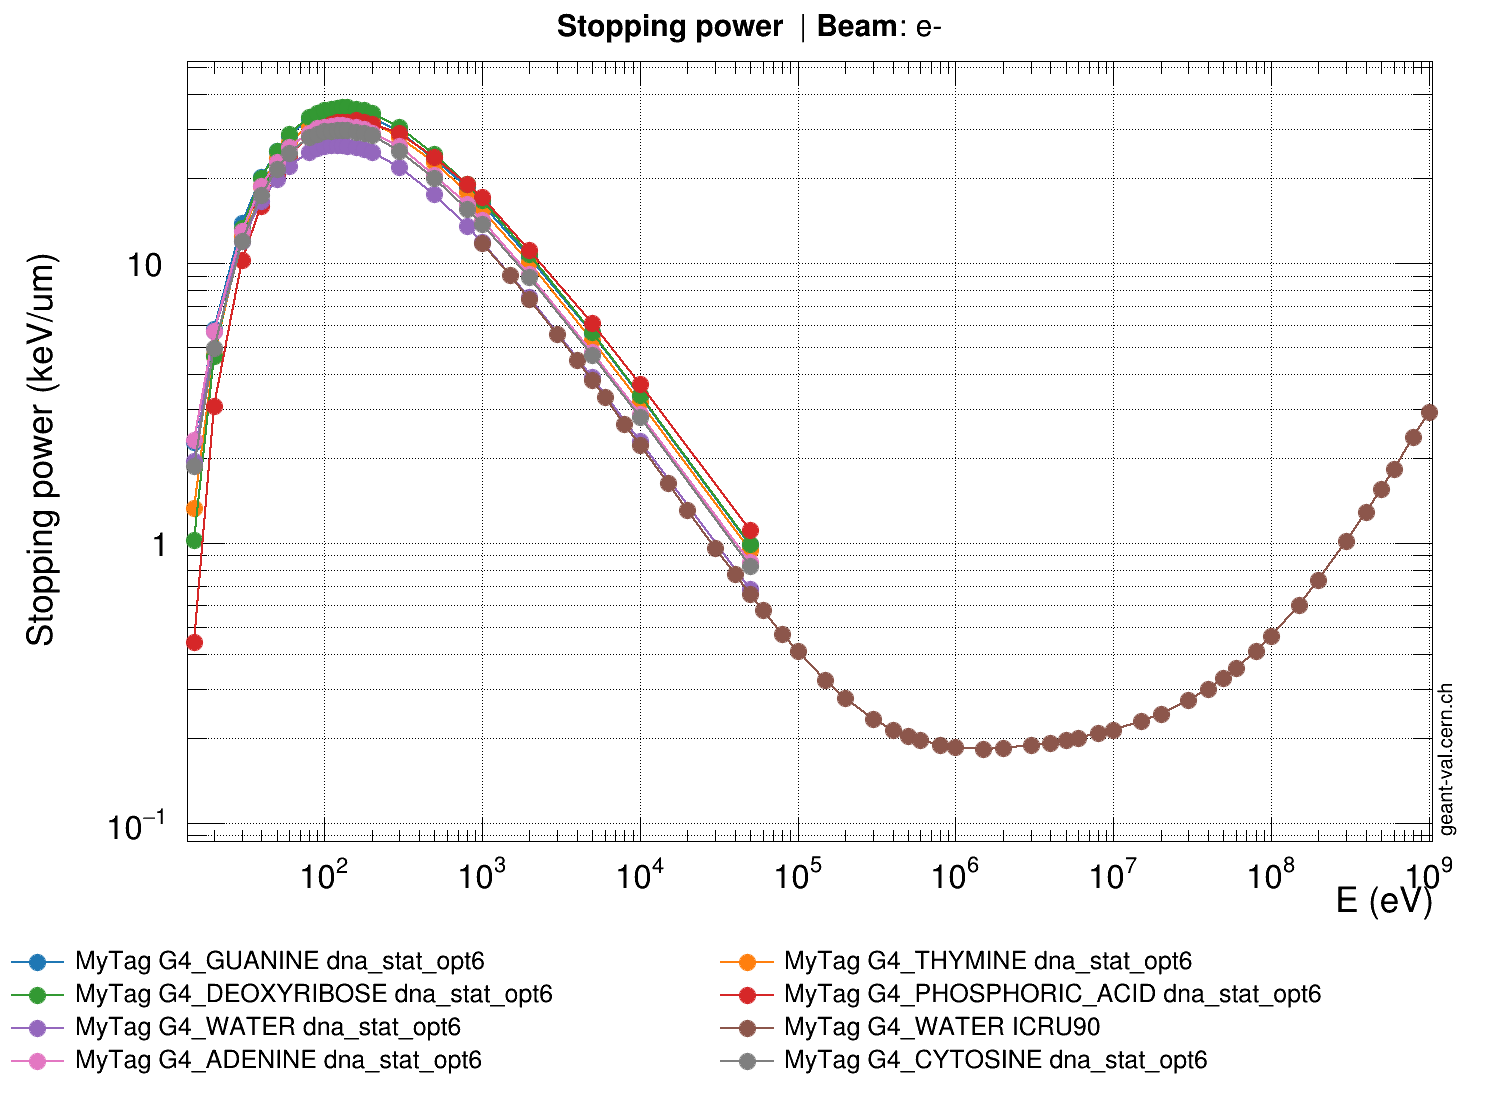 Stopping power | Beam: e-
Stopping power (keV/um)
10
1
10⁻¹
10² 10³ 10⁴ 10⁵ 10⁶ 10⁷ 10⁸ 10⁹
E (eV)
geant-val.cern.ch
MyTag G4_GUANINE dna_stat_opt6
MyTag G4_THYMINE dna_stat_opt6
MyTag G4_DEOXYRIBOSE dna_stat_opt6
MyTag G4_PHOSPHORIC_ACID dna_stat_opt6
MyTag G4_WATER dna_stat_opt6
MyTag G4_WATER ICRU90
MyTag G4_ADENINE dna_stat_opt6
MyTag G4_CYTOSINE dna_stat_opt6